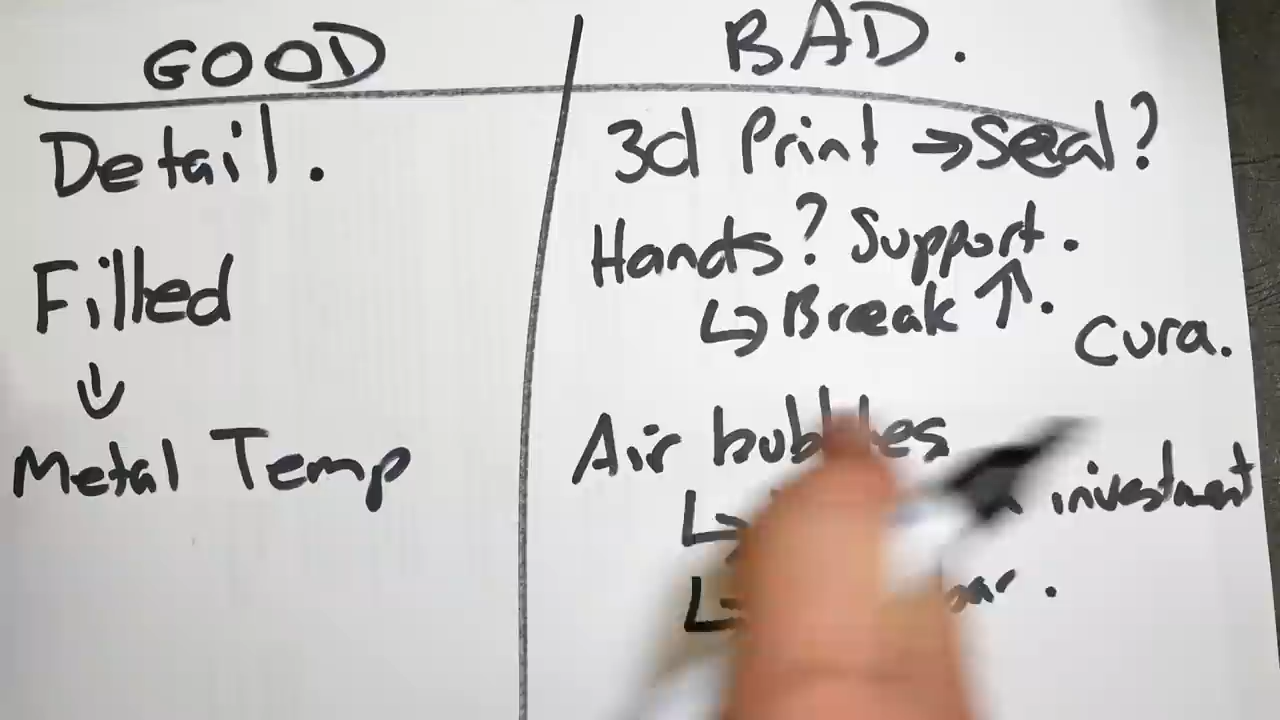 GOOD
BAD.
Detail.
Filled
↓
Metal Temp
3d Print → Seal?
Hands? Support.
↳ Break ↑.
Cura.
Air bubbles
↳ investment
↳